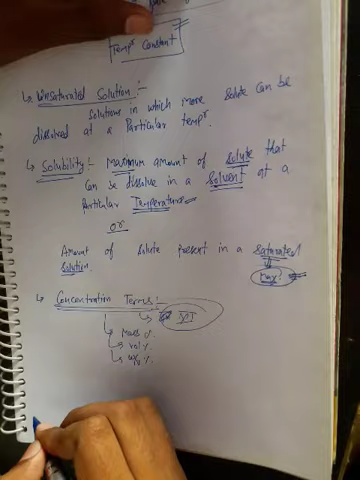 Temp^r Constant
↳ Unsaturated Solution :-
Solutions in which more solute can be
dissolved at a Particular temp^r.
↳ Solubility :- Maximum amount of solute that
can be dissolve in a solvent at a
Particular Temperature
or
Amount of solute present in a saturated
solution.
Max^m
↳ Concentration Terms :-
↳ Mass %.
↳ vol %.
↳ w/v %.